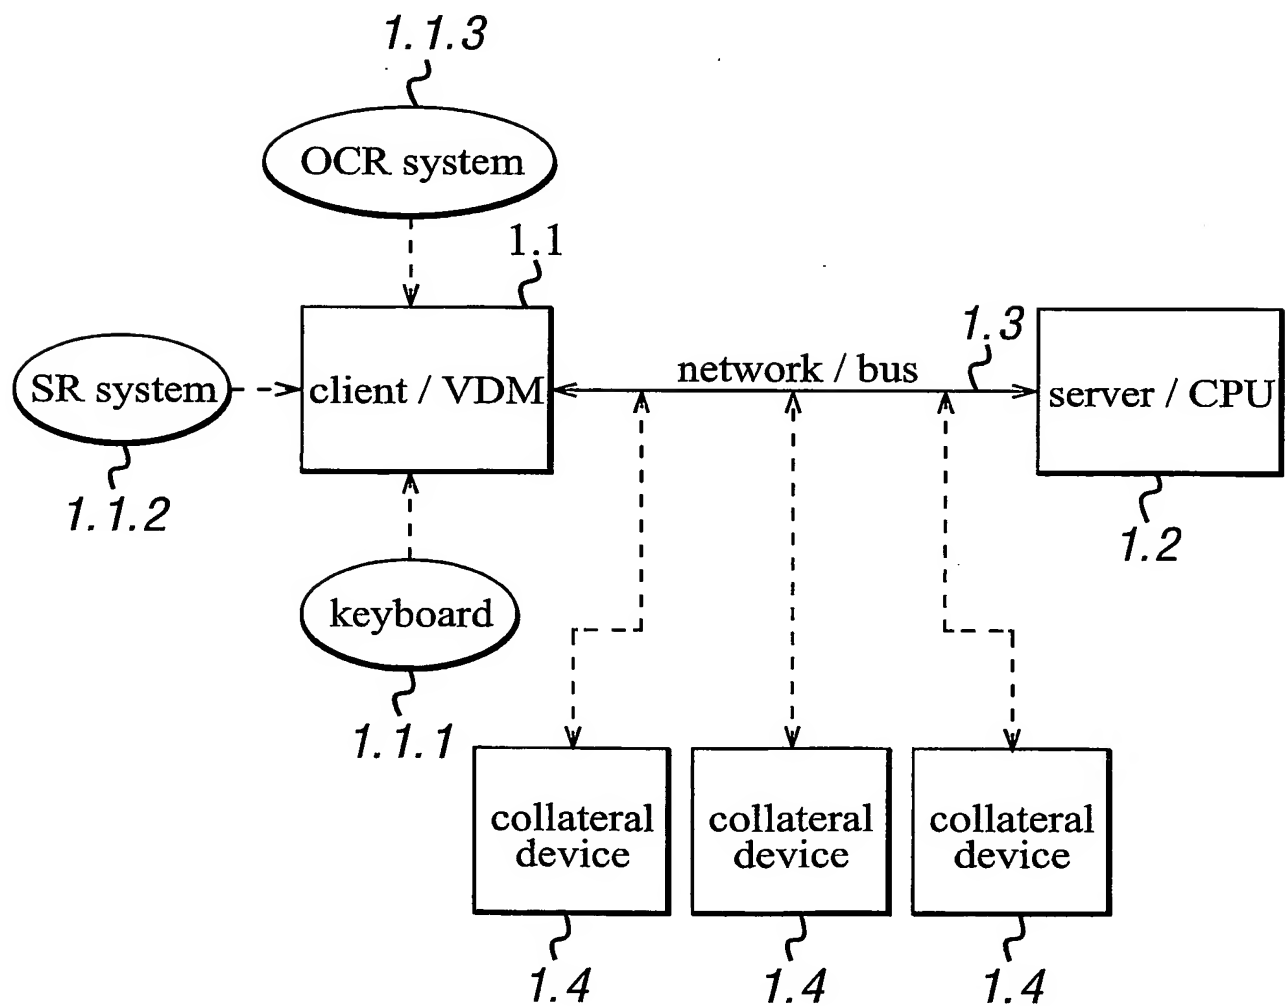 1.1.3
OCR system
1.1
1.3
network / bus
SR system
client / VDM
server / CPU
1.1.2
1.2
keyboard
1.1.1
collateral
device
collateral
device
collateral
device
1.4
1.4
1.4